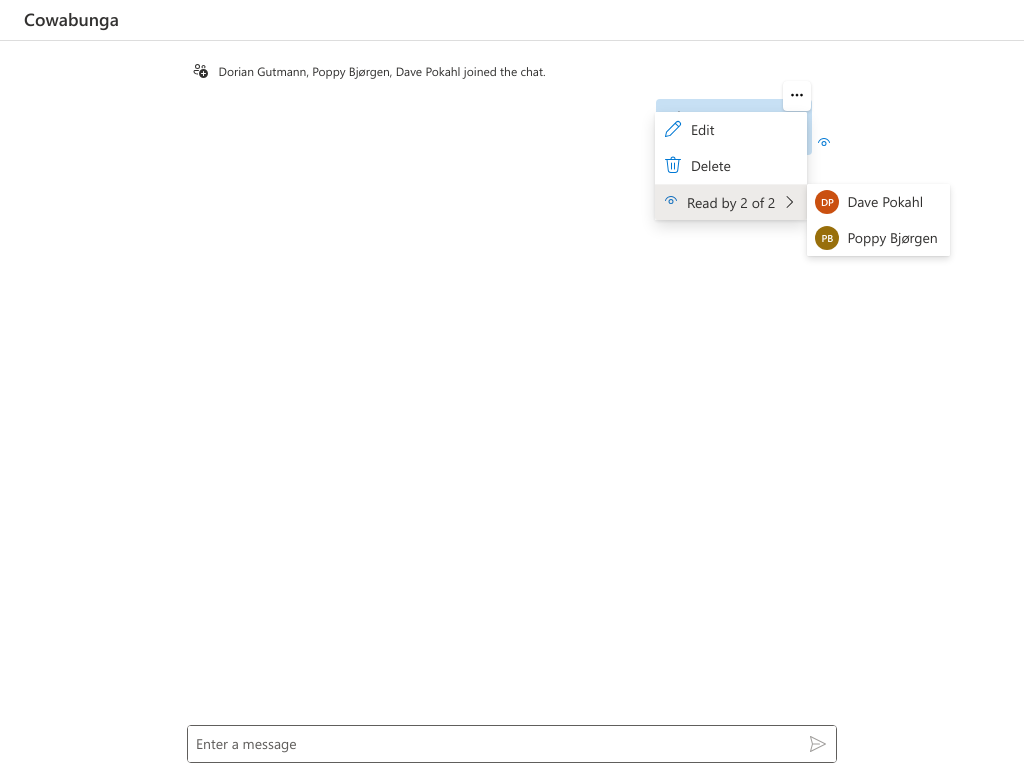 Cowabunga
Dorian Gutmann, Poppy Bjørgen, Dave Pokahl joined the chat.
Edit
Delete
Read by 2 of 2
DP Dave Pokahl
PB Poppy Bjørgen
Enter a message